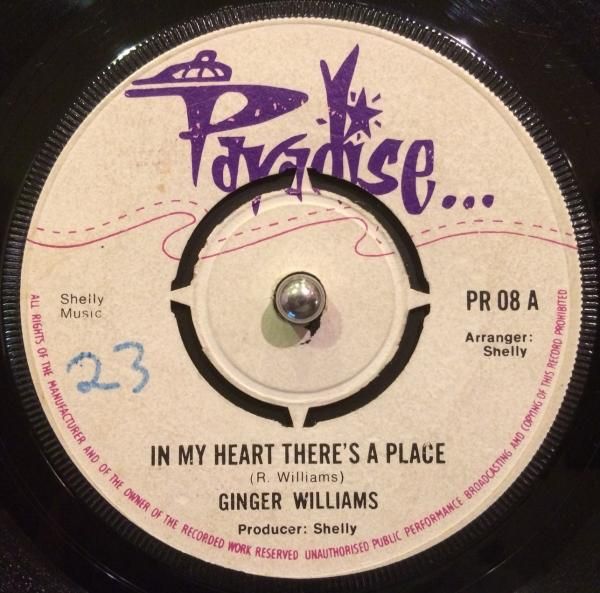 Paradise...
Shelly
Music
PR 08 A
Arranger:
Shelly
23
IN MY HEART THERE'S A PLACE
(R. Williams)
GINGER WILLIAMS
Producer: Shelly
ALL RIGHTS OF THE MANUFACTURER AND OF THE OWNER OF THE RECORDED WORK RESERVED UNAUTHORISED PUBLIC PERFORMANCE BROADCASTING AND COPYING OF THIS RECORD PROHIBITED